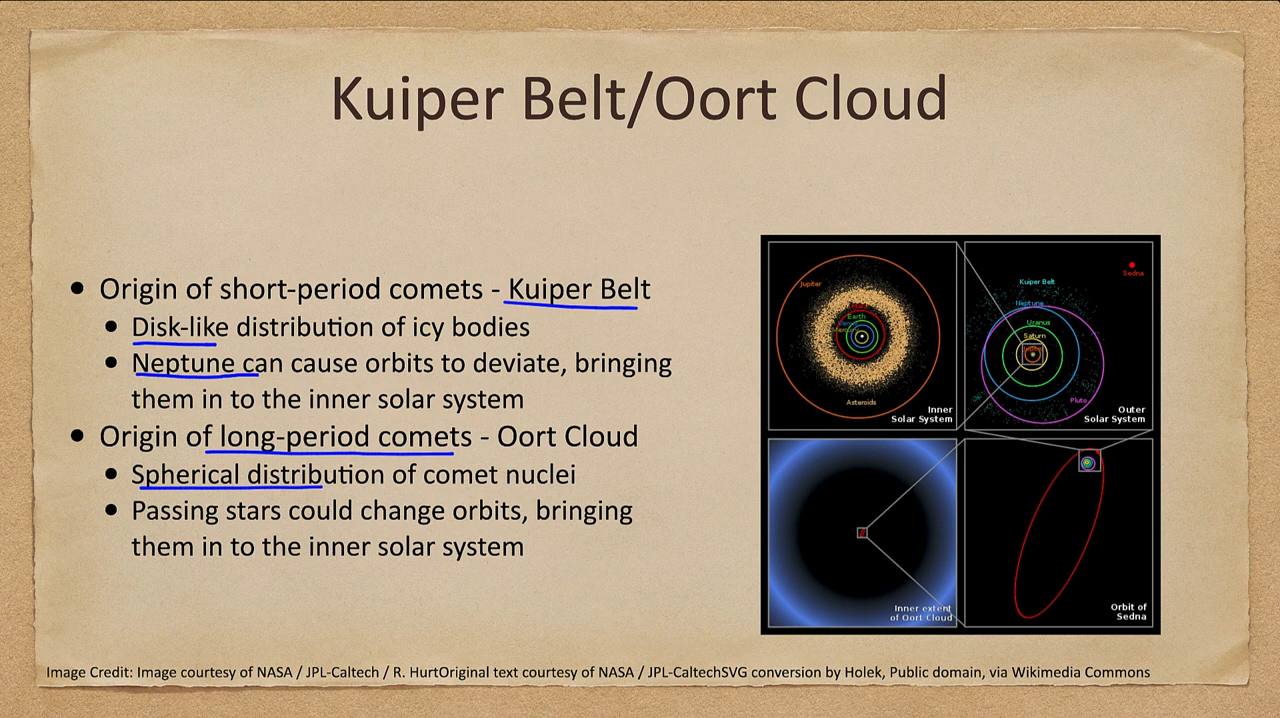 Kuiper Belt/Oort Cloud
• Origin of short-period comets - Kuiper Belt
• Disk-like distribution of icy bodies
• Neptune can cause orbits to deviate, bringing
them in to the inner solar system
• Origin of long-period comets - Oort Cloud
• Spherical distribution of comet nuclei
• Passing stars could change orbits, bringing
them in to the inner solar system
Jupiter
Earth
Asteroids
Inner
Solar System
Sedna
Kuiper Belt
Neptune
Uranus
Saturn
Pluto
Outer
Solar System
Inner extent
of Oort Cloud
Orbit of
Sedna
Image Credit: Image courtesy of NASA / JPL-Caltech / R. HurtOriginal text courtesy of NASA / JPL-CaltechSVG conversion by Holek, Public domain, via Wikimedia Commons